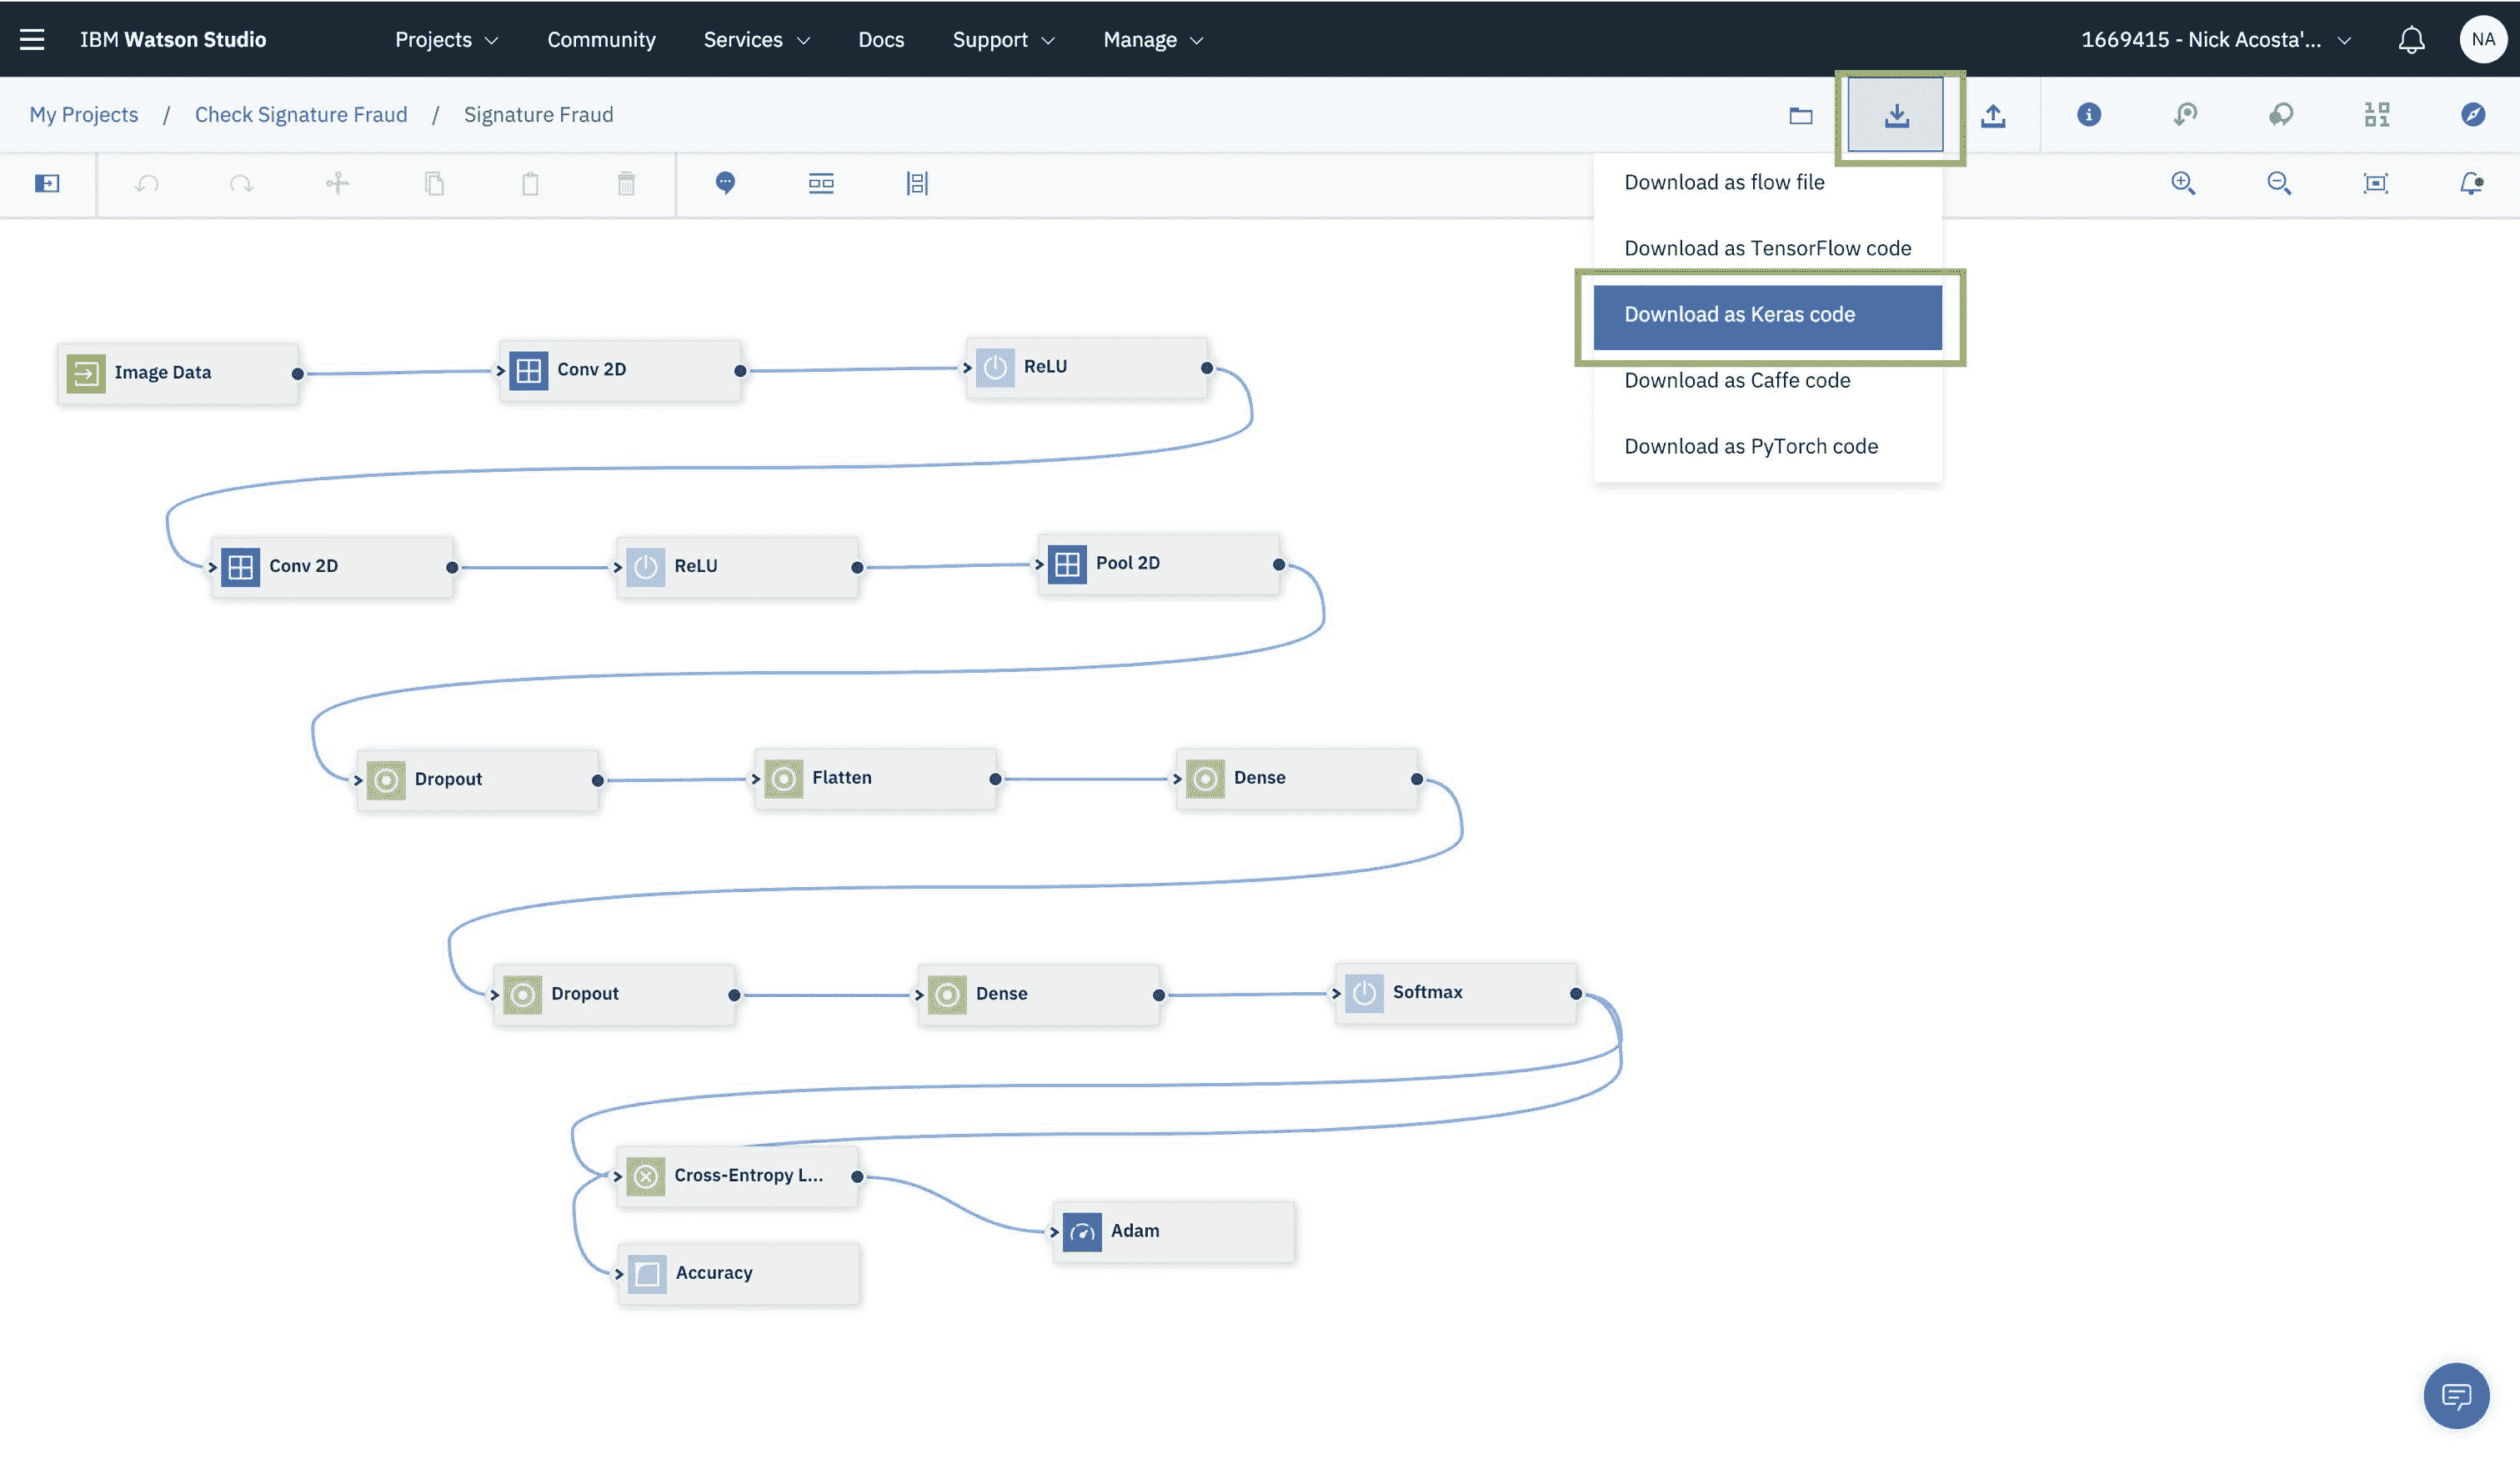 IBM Watson Studio Projects Community Services Docs Support Manage 1669415 - Nick Acosta'... NA
My Projects / Check Signature Fraud / Signature Fraud
Download as flow file
Download as TensorFlow code
Download as Keras code
Download as Caffe code
Download as PyTorch code
Image Data Conv 2D ReLU
Conv 2D ReLU Pool 2D
Dropout Flatten Dense
Dropout Dense Softmax
Cross-Entropy L...
Adam
Accuracy